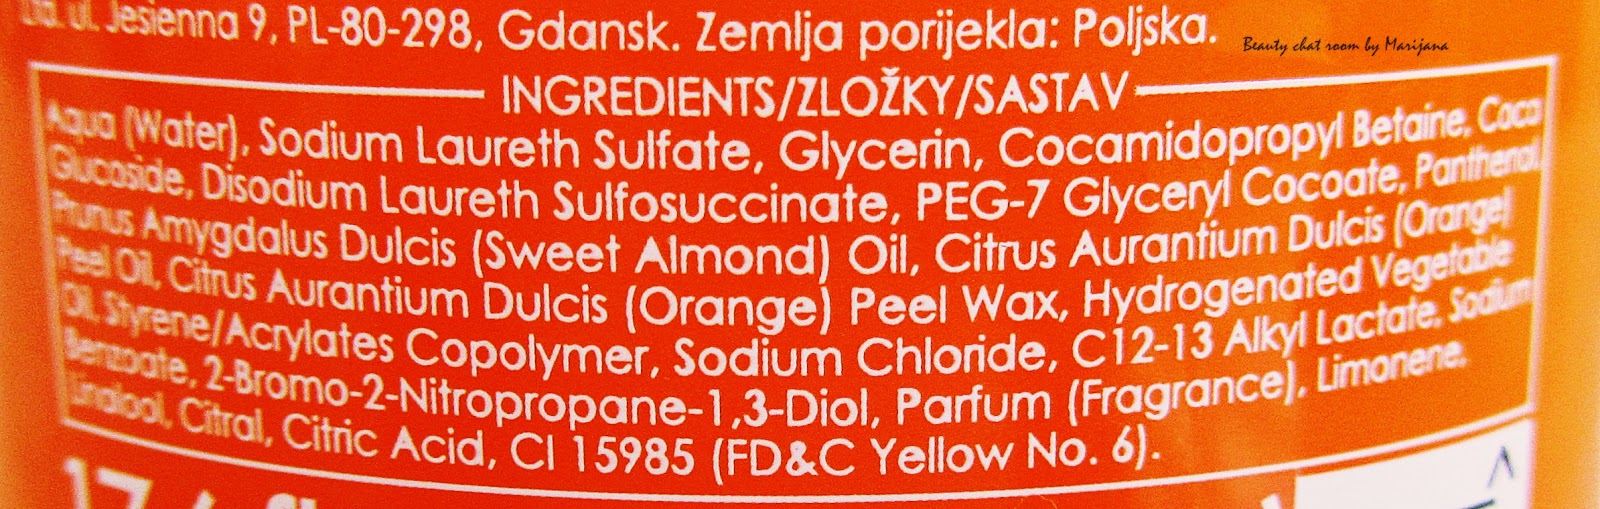 ul. Jesienna 9, PL-80-298, Gdansk. Zemlja porijekla: Poljska.
Beauty chat room by Marijana
INGREDIENTS/ZLOŽKY/SASTAV
Aqua (Water), Sodium Laureth Sulfate, Glycerin, Cocamidopropyl Betaine, Coco
Glucoside, Disodium Laureth Sulfosuccinate, PEG-7 Glyceryl Cocoate, Panthenol,
Prunus Amygdalus Dulcis (Sweet Almond) Oil, Citrus Aurantium Dulcis (Orange)
Peel Oil, Citrus Aurantium Dulcis (Orange) Peel Wax, Hydrogenated Vegetable
Oil, Styrene/Acrylates Copolymer, Sodium Chloride, C12-13 Alkyl Lactate, Sodium
Benzoate, 2-Bromo-2-Nitropropane-1,3-Diol, Parfum (Fragrance), Limonene,
Linalool, Citral, Citric Acid, CI 15985 (FD&C Yellow No. 6).